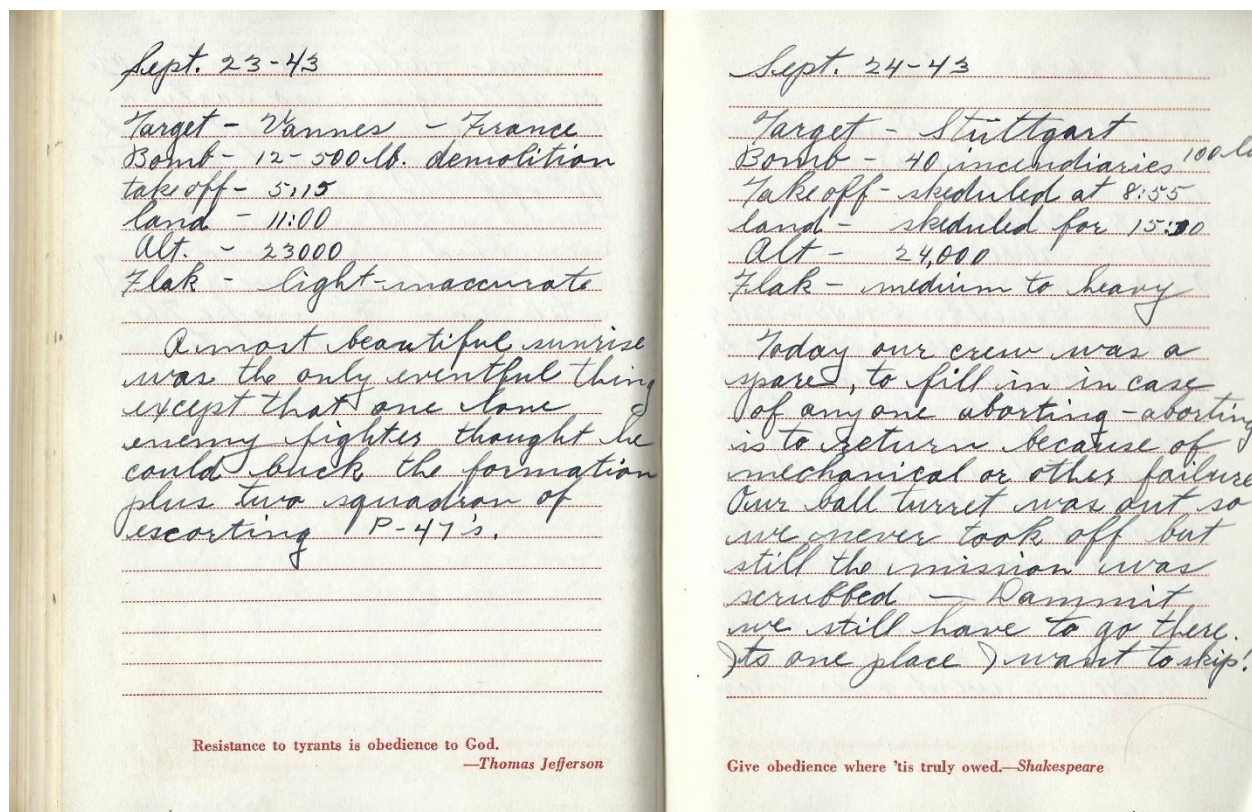 Sept. 23-43
Target - Vannes - France
Bomb - 12-500 lb. demolition
take off - 5:15
land - 11:00
Alt. - 23000
Flak - light-inaccurate
A most beautiful sunrise
was the only eventful thing
except that one lone
enemy fighter thought he
could buck the formation
plus two squadron of
escorting P-47's.
Resistance to tyrants is obedience to God.
—Thomas Jefferson
Sept. 24-43
Target - Stuttgart
Bomb - 40 incendiaries 100 lb
Take off - skeduled at 8:55
land - skeduled for 15:
Alt - 24,000
Flak - medium to heavy
Today our crew was a
spare, to fill in in case
of anyone aborting - aborting
is to return because of
mechanical or other failure
Our ball turret was out so
we never took off but
still the mission was
scrubbed — Dammit
we still have to go there.
Its one place I want to skip!
Give obedience where 'tis truly owed.—Shakespeare